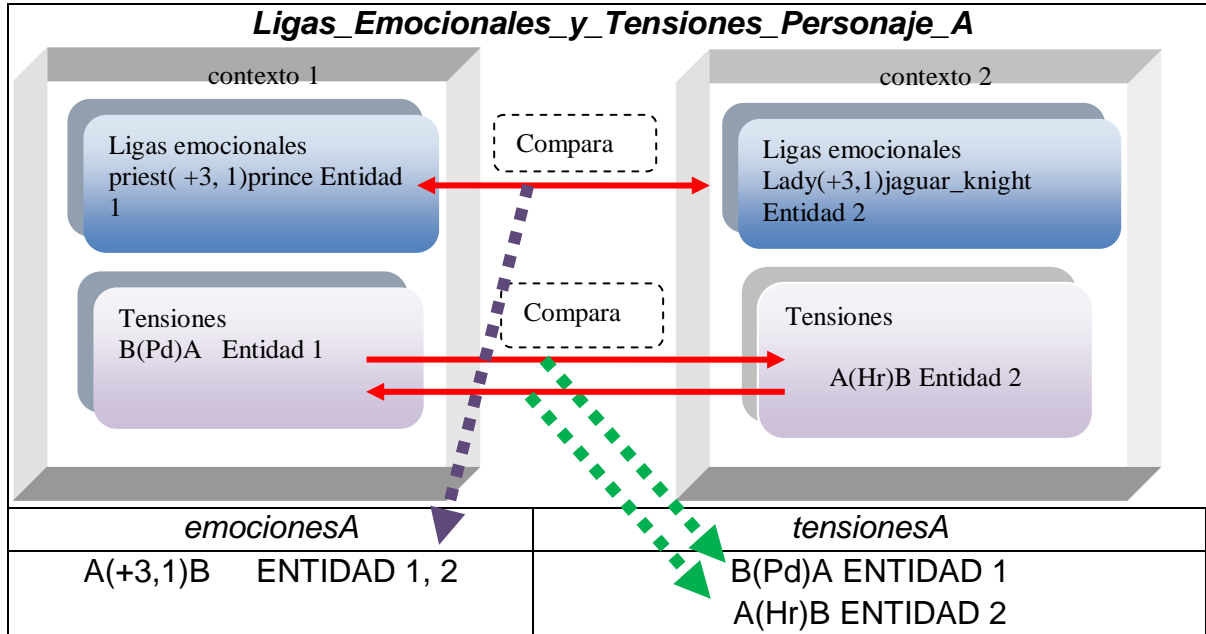 Ligas_Emocionales_y_Tensiones_Personaje_A
contexto 1
contexto 2
Ligas emocionales
priest( +3, 1)prince Entidad
1
Compara
Ligas emocionales
Lady(+3,1)jaguar_knight
Entidad 2
Tensiones
B(Pd)A Entidad 1
Compara
Tensiones
A(Hr)B Entidad 2
emocionesA
tensionesA
A(+3,1)B ENTIDAD 1, 2
B(Pd)A ENTIDAD 1
A(Hr)B ENTIDAD 2